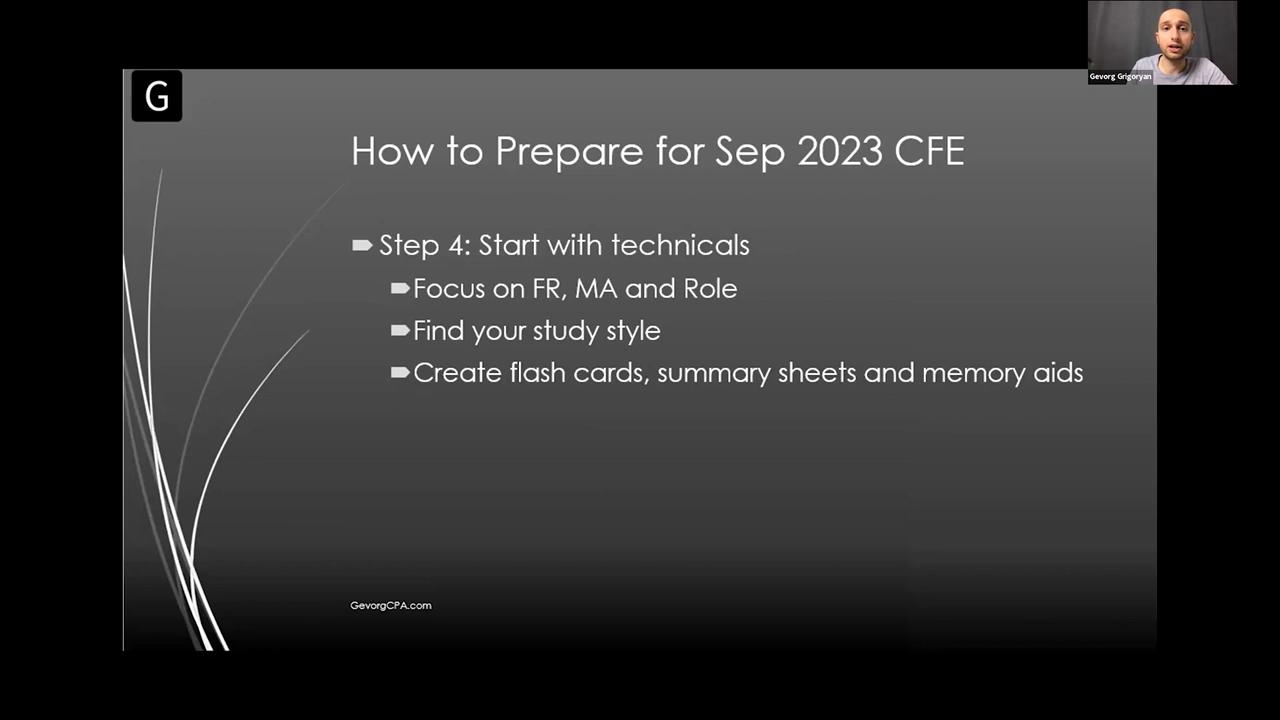 Gevorg Grigoryan
G
How to Prepare for Sep 2023 CFE
Step 4: Start with technicals
Focus on FR, MA and Role
Find your study style
Create flash cards, summary sheets and memory aids
GevorgCPA.com